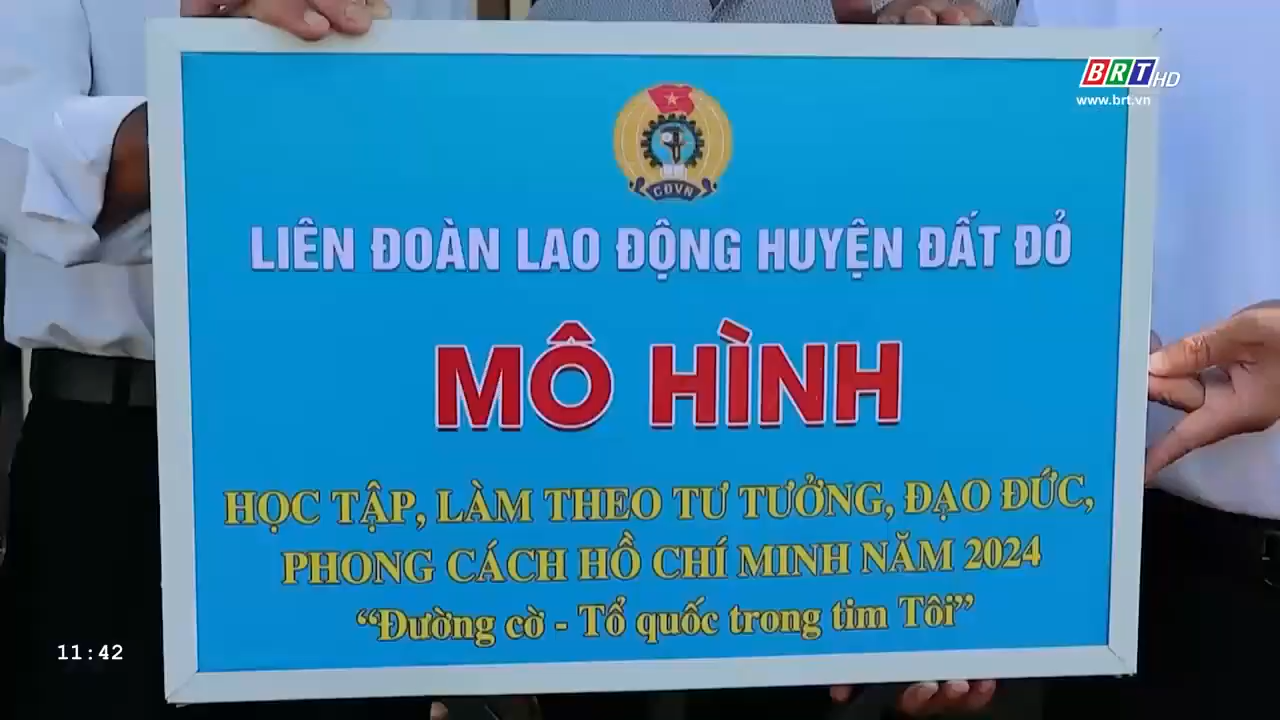 BRT HD
www.brt.vn
CĐVN
LIÊN ĐOÀN LAO ĐỘNG HUYỆN ĐẤT ĐỎ
MÔ HÌNH
HỌC TẬP, LÀM THEO TƯ TƯỞNG, ĐẠO ĐỨC,
PHONG CÁCH HỒ CHÍ MINH NĂM 2024
“Đường cờ - Tổ quốc trong tim Tôi”
11:42